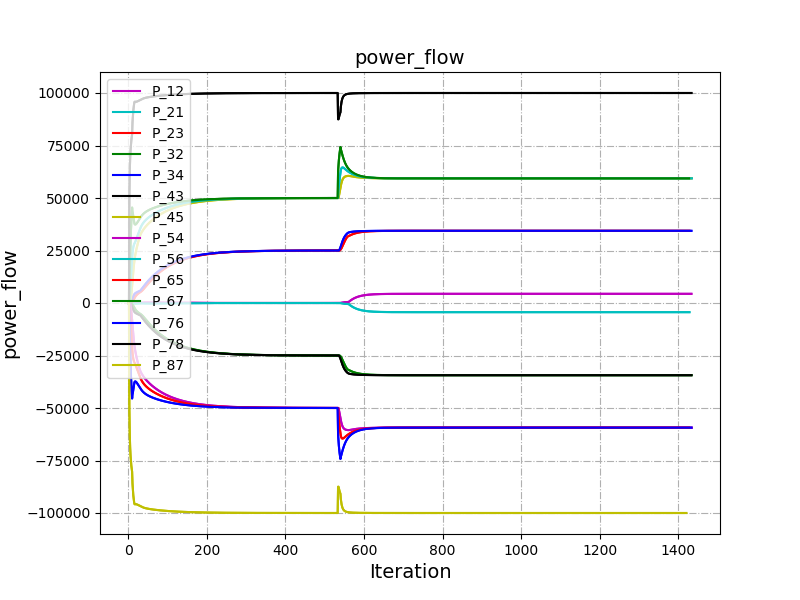 power_flow
100000
75000
50000
25000
0
−25000
−50000
−75000
−100000
power_flow
P_12
P_21
P_23
P_32
P_34
P_43
P_45
P_54
P_56
P_65
P_67
P_76
P_78
P_87
0 200 400 600 800 1000 1200 1400
Iteration